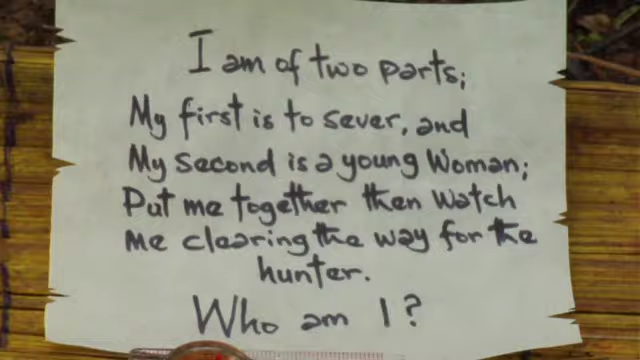 I am of two parts;
My first is to sever, and
My second is a young Woman;
Put me together then watch
me clearing the way for the
hunter.
Who am I?